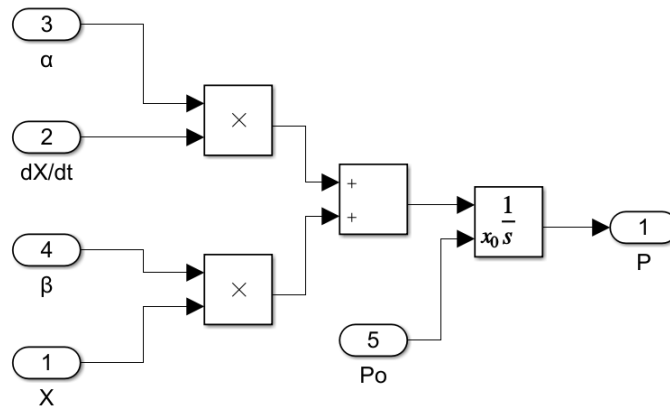 3
α
×
2
dX/dt
+
+
1
x₀ s
1
P
4
β
×
5
Po
1
X